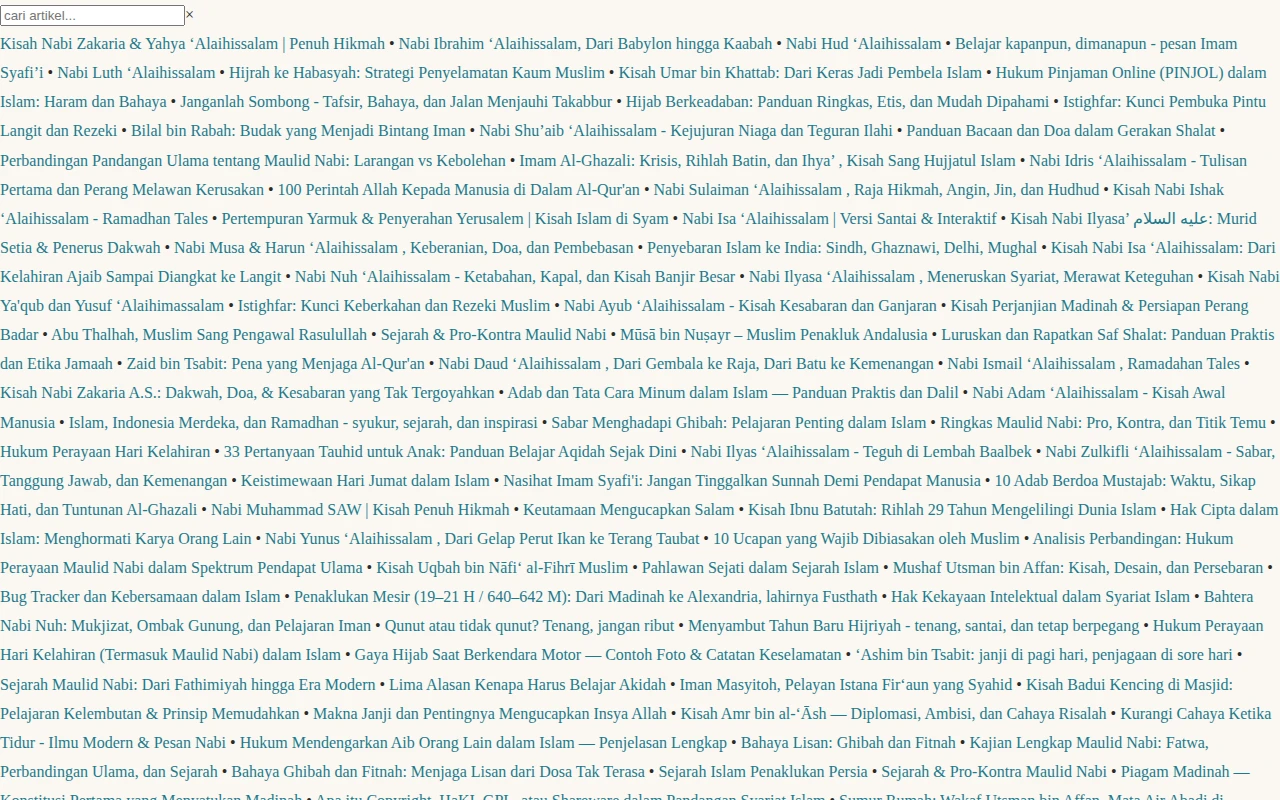 cari artikel...×
Kisah Nabi Zakaria & Yahya ‘Alaihissalam | Penuh Hikmah • Nabi Ibrahim ‘Alaihissalam, Dari Babylon hingga Kaabah • Nabi Hud ‘Alaihissalam • Belajar kapanpun, dimanapun - pesan Imam
Syafi’i • Nabi Luth ‘Alaihissalam • Hijrah ke Habasyah: Strategi Penyelamatan Kaum Muslim • Kisah Umar bin Khattab: Dari Keras Jadi Pembela Islam • Hukum Pinjaman Online (PINJOL) dalam
Islam: Haram dan Bahaya • Janganlah Sombong - Tafsir, Bahaya, dan Jalan Menjauhi Takabbur • Hijab Berkeadaban: Panduan Ringkas, Etis, dan Mudah Dipahami • Istighfar: Kunci Pembuka Pintu
Langit dan Rezeki • Bilal bin Rabah: Budak yang Menjadi Bintang Iman • Nabi Shu’aib ‘Alaihissalam - Kejujuran Niaga dan Teguran Ilahi • Panduan Bacaan dan Doa dalam Gerakan Shalat •
Perbandingan Pandangan Ulama tentang Maulid Nabi: Larangan vs Kebolehan • Imam Al-Ghazali: Krisis, Rihlah Batin, dan Ihya’ , Kisah Sang Hujjatul Islam • Nabi Idris ‘Alaihissalam - Tulisan
Pertama dan Perang Melawan Kerusakan • 100 Perintah Allah Kepada Manusia di Dalam Al-Qur'an • Nabi Sulaiman ‘Alaihissalam , Raja Hikmah, Angin, Jin, dan Hudhud • Kisah Nabi Ishak
‘Alaihissalam - Ramadhan Tales • Pertempuran Yarmuk & Penyerahan Yerusalem | Kisah Islam di Syam • Nabi Isa ‘Alaihissalam | Versi Santai & Interaktif • Kisah Nabi Ilyasa’ عليه السلام: Murid
Setia & Penerus Dakwah • Nabi Musa & Harun ‘Alaihissalam , Keberanian, Doa, dan Pembebasan • Penyebaran Islam ke India: Sindh, Ghaznawi, Delhi, Mughal • Kisah Nabi Isa ‘Alaihissalam: Dari
Kelahiran Ajaib Sampai Diangkat ke Langit • Nabi Nuh ‘Alaihissalam - Ketabahan, Kapal, dan Kisah Banjir Besar • Nabi Ilyasa ‘Alaihissalam , Meneruskan Syariat, Merawat Keteguhan • Kisah Nabi
Ya'qub dan Yusuf ‘Alaihimassalam • Istighfar: Kunci Keberkahan dan Rezeki Muslim • Nabi Ayub ‘Alaihissalam - Kisah Kesabaran dan Ganjaran • Kisah Perjanjian Madinah & Persiapan Perang
Badar • Abu Thalhah, Muslim Sang Pengawal Rasulullah • Sejarah & Pro-Kontra Maulid Nabi • Mūsā bin Nuṣayr – Muslim Penakluk Andalusia • Luruskan dan Rapatkan Saf Shalat: Panduan Praktis
dan Etika Jamaah • Zaid bin Tsabit: Pena yang Menjaga Al-Qur'an • Nabi Daud ‘Alaihissalam , Dari Gembala ke Raja, Dari Batu ke Kemenangan • Nabi Ismail ‘Alaihissalam , Ramadahan Tales •
Kisah Nabi Zakaria A.S.: Dakwah, Doa, & Kesabaran yang Tak Tergoyahkan • Adab dan Tata Cara Minum dalam Islam — Panduan Praktis dan Dalil • Nabi Adam ‘Alaihissalam - Kisah Awal
Manusia • Islam, Indonesia Merdeka, dan Ramadhan - syukur, sejarah, dan inspirasi • Sabar Menghadapi Ghibah: Pelajaran Penting dalam Islam • Ringkas Maulid Nabi: Pro, Kontra, dan Titik Temu •
Hukum Perayaan Hari Kelahiran • 33 Pertanyaan Tauhid untuk Anak: Panduan Belajar Aqidah Sejak Dini • Nabi Ilyas ‘Alaihissalam - Teguh di Lembah Baalbek • Nabi Zulkifli ‘Alaihissalam - Sabar,
Tanggung Jawab, dan Kemenangan • Keistimewaan Hari Jumat dalam Islam • Nasihat Imam Syafi'i: Jangan Tinggalkan Sunnah Demi Pendapat Manusia • 10 Adab Berdoa Mustajab: Waktu, Sikap
Hati, dan Tuntunan Al-Ghazali • Nabi Muhammad SAW | Kisah Penuh Hikmah • Keutamaan Mengucapkan Salam • Kisah Ibnu Batutah: Rihlah 29 Tahun Mengelilingi Dunia Islam • Hak Cipta dalam
Islam: Menghormati Karya Orang Lain • Nabi Yunus ‘Alaihissalam , Dari Gelap Perut Ikan ke Terang Taubat • 10 Ucapan yang Wajib Dibiasakan oleh Muslim • Analisis Perbandingan: Hukum
Perayaan Maulid Nabi dalam Spektrum Pendapat Ulama • Kisah Uqbah bin Nāfi‘ al-Fihrī Muslim • Pahlawan Sejati dalam Sejarah Islam • Mushaf Utsman bin Affan: Kisah, Desain, dan Persebaran •
Bug Tracker dan Kebersamaan dalam Islam • Penaklukan Mesir (19–21 H / 640–642 M): Dari Madinah ke Alexandria, lahirnya Fusthath • Hak Kekayaan Intelektual dalam Syariat Islam • Bahtera
Nabi Nuh: Mukjizat, Ombak Gunung, dan Pelajaran Iman • Qunut atau tidak qunut? Tenang, jangan ribut • Menyambut Tahun Baru Hijriyah - tenang, santai, dan tetap berpegang • Hukum Perayaan
Hari Kelahiran (Termasuk Maulid Nabi) dalam Islam • Gaya Hijab Saat Berkendara Motor — Contoh Foto & Catatan Keselamatan • ‘Ashim bin Tsabit: janji di pagi hari, penjagaan di sore hari •
Sejarah Maulid Nabi: Dari Fathimiyah hingga Era Modern • Lima Alasan Kenapa Harus Belajar Akidah • Iman Masyitoh, Pelayan Istana Fir‘aun yang Syahid • Kisah Badui Kencing di Masjid:
Pelajaran Kelembutan & Prinsip Memudahkan • Makna Janji dan Pentingnya Mengucapkan Insya Allah • Kisah Amr bin al-‘Āsh — Diplomasi, Ambisi, dan Cahaya Risalah • Kurangi Cahaya Ketika
Tidur - Ilmu Modern & Pesan Nabi • Hukum Mendengarkan Aib Orang Lain dalam Islam — Penjelasan Lengkap • Bahaya Lisan: Ghibah dan Fitnah • Kajian Lengkap Maulid Nabi: Fatwa,
Perbandingan Ulama, dan Sejarah • Bahaya Ghibah dan Fitnah: Menjaga Lisan dari Dosa Tak Terasa • Sejarah Islam Penaklukan Persia • Sejarah & Pro-Kontra Maulid Nabi • Piagam Madinah —
Konstitusi Pertama yang Menyatukan Madinah • Apa itu Copyright, HaKI, GPL, atau Shareware dalam Pandangan Syariat Islam • Sumur Rumah: Wakaf Utsman bin Affan, Mata Air Abadi di